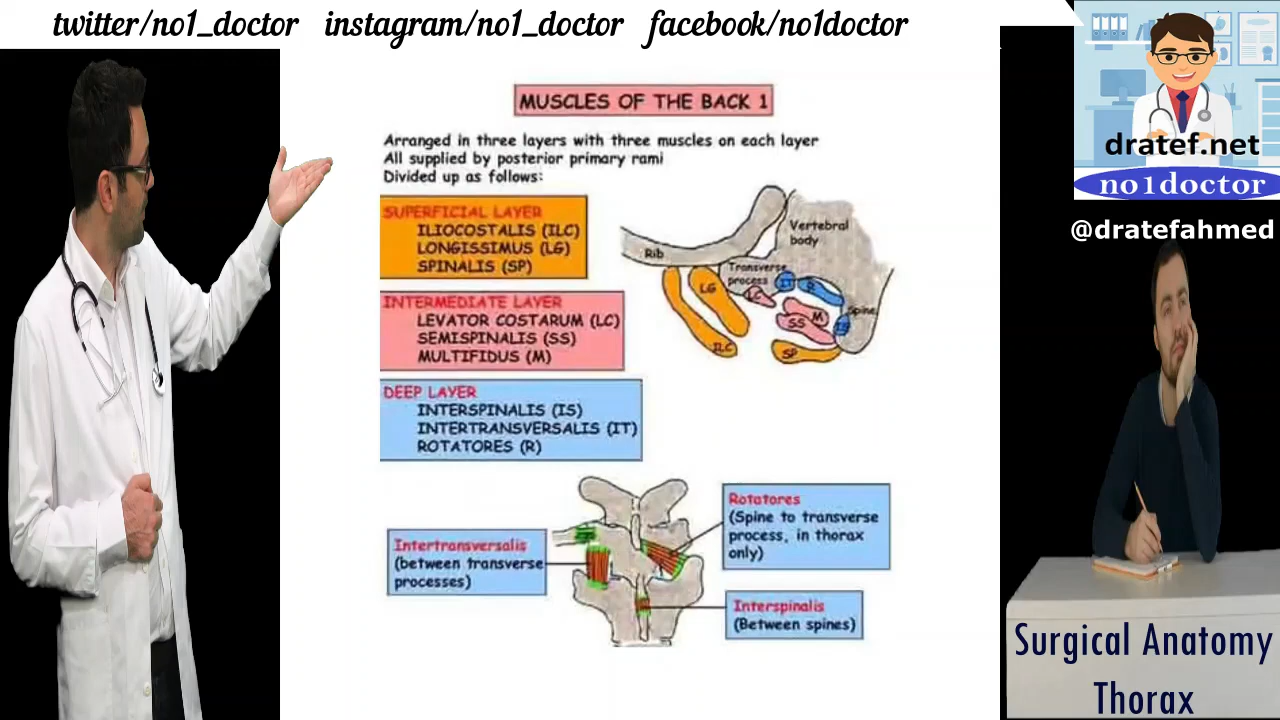 twitter/no1_doctor instagram/no1_doctor facebook/no1doctor
dratef.net
no1doctor
@dratefahmed
MUSCLES OF THE BACK 1
Arranged in three layers with three muscles on each layer
All supplied by posterior primary rami
Divided up as follows:
SUPERFICIAL LAYER
ILIOCOSTALIS (ILC)
LONGISSIMUS (LG)
SPINALIS (SP)
INTERMEDIATE LAYER
LEVATOR COSTARUM (LC)
SEMISPINALIS (SS)
MULTIFIDUS (M)
DEEP LAYER
INTERSPINALIS (IS)
INTERTRANSVERSALIS (IT)
ROTATORES (R)
Vertebral
body
Rib
Transverse
process
IT
R
LG
LC
Spine
M
SS
IS
ILC
SP
Intertransversalis
(between transverse
processes)
Rotatores
(Spine to transverse
process, in thorax
only)
Interspinalis
(Between spines)
Surgical Anatomy
Thorax